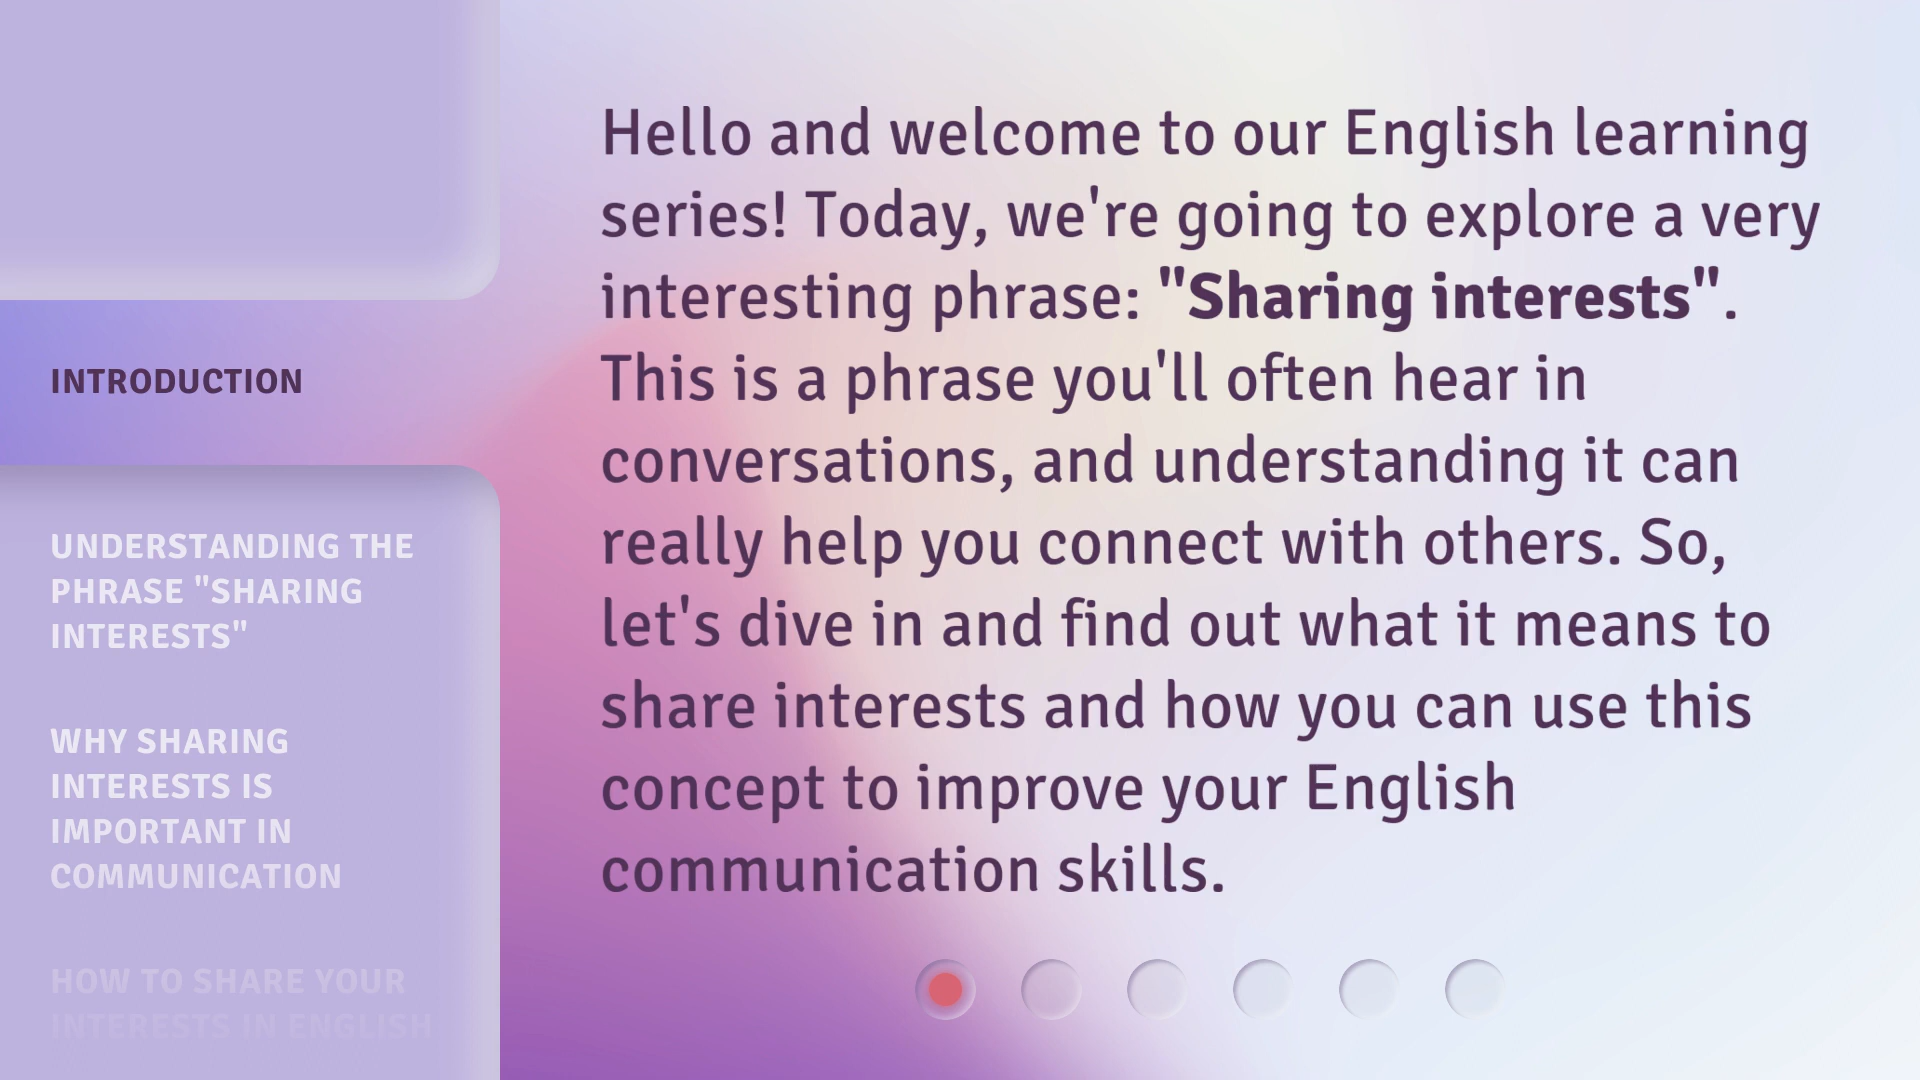 INTRODUCTION
UNDERSTANDING THE
PHRASE "SHARING
INTERESTS"
WHY SHARING
INTERESTS IS
IMPORTANT IN
COMMUNICATION
HOW TO SHARE YOUR
INTERESTS IN ENGLISH
Hello and welcome to our English learning
series! Today, we're going to explore a very
interesting phrase: "Sharing interests".
This is a phrase you'll often hear in
conversations, and understanding it can
really help you connect with others. So,
let's dive in and find out what it means to
share interests and how you can use this
concept to improve your English
communication skills.